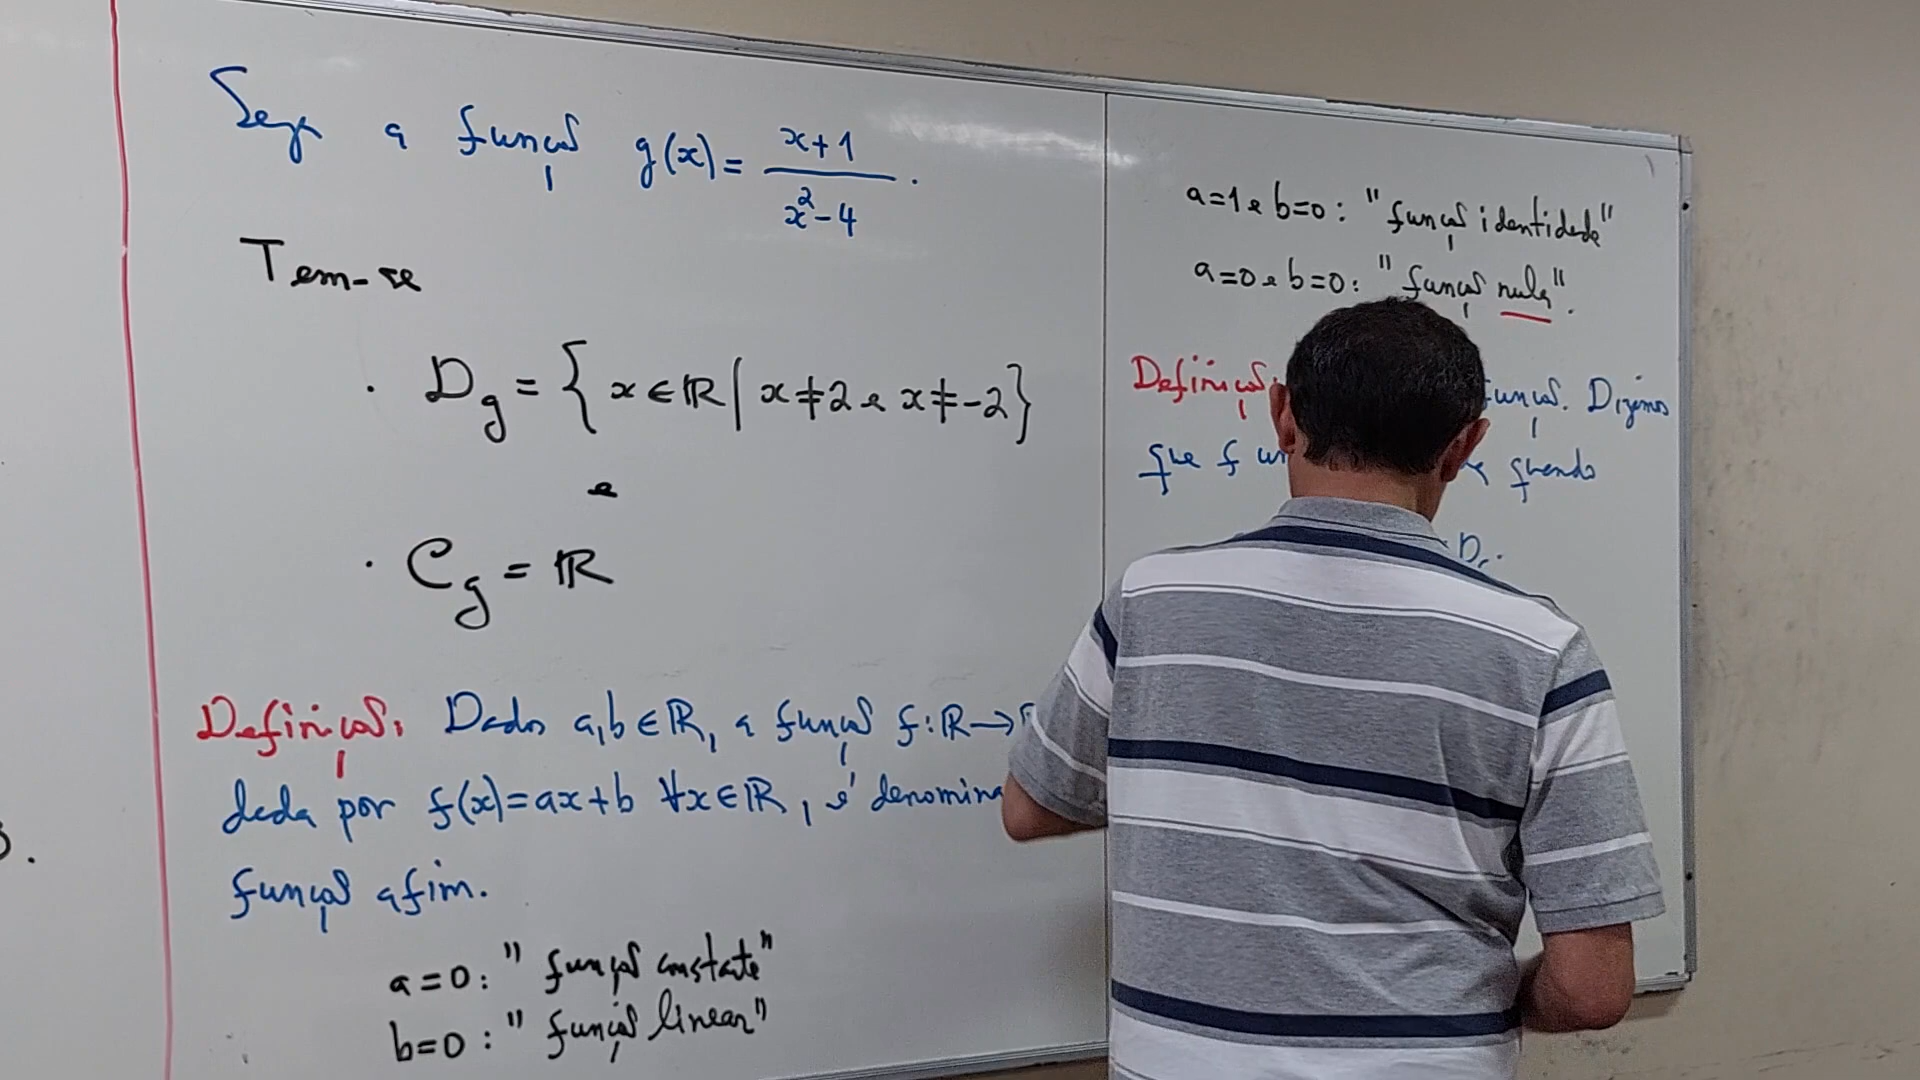 Seja a função g(x) = (x+1)/(x²-4).
Tem-se
. D_g = { x ∈ ℝ | x ≠ 2 e x ≠ -2 }
e
. C_g = ℝ
Definição: Dados a, b ∈ ℝ, a função f: ℝ →
dada por f(x) = ax + b ∀x ∈ ℝ, é denomina
função afim.
a = 0: "função constate"
b = 0: "função linear"
a=1 e b=0: "função identidade"
a=0 e b=0: "função nula".
Definição: função. Dizemos
que f quando